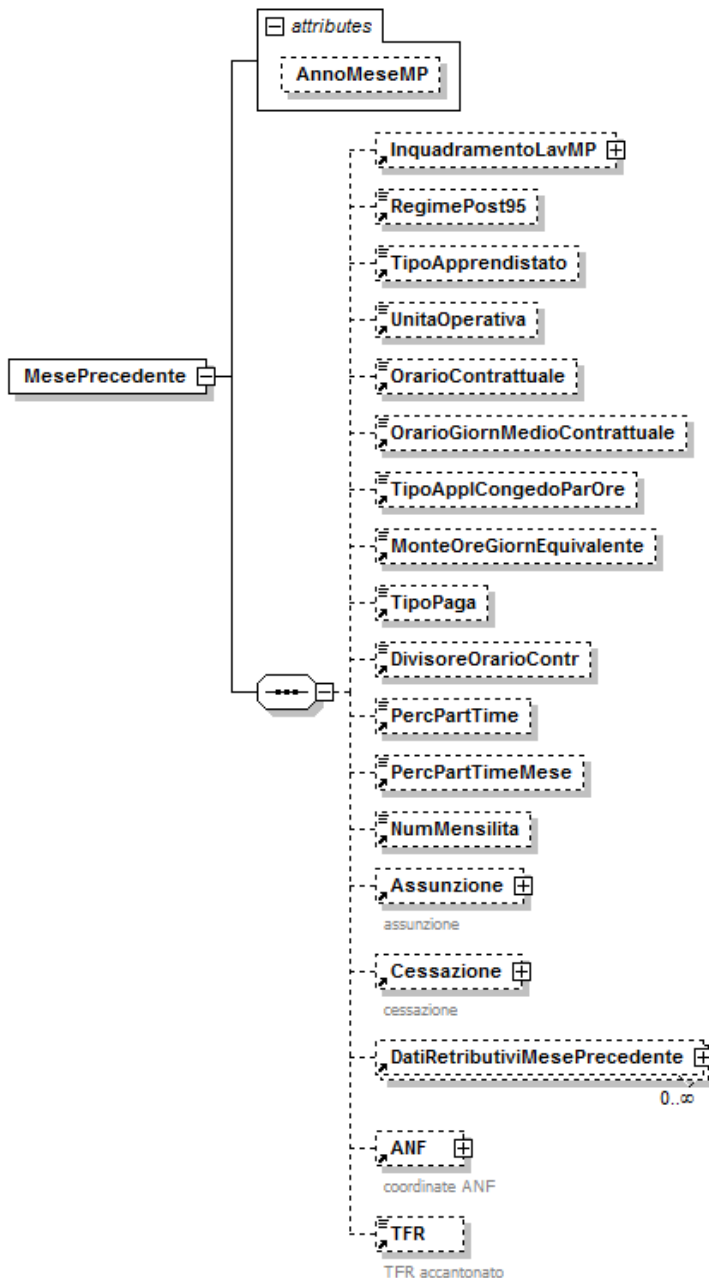 attributes
AnnoMeseMP
InquadramentoLavMP
RegimePost95
TipoApprendistato
UnitaOperativa
MesePrecedente
OrarioContrattuale
OrarioGiornMedioContrattuale
TipoApplCongedoParOre
MonteOreGiornEquivalente
TipoPaga
DivisoreOrarioContr
PercPartTime
PercPartTimeMese
NumMensilita
Assunzione
assunzione
Cessazione
cessazione
DatiRetributiviMesePrecedente
0..∞
ANF
coordinate ANF
TFR
TFR accantonato